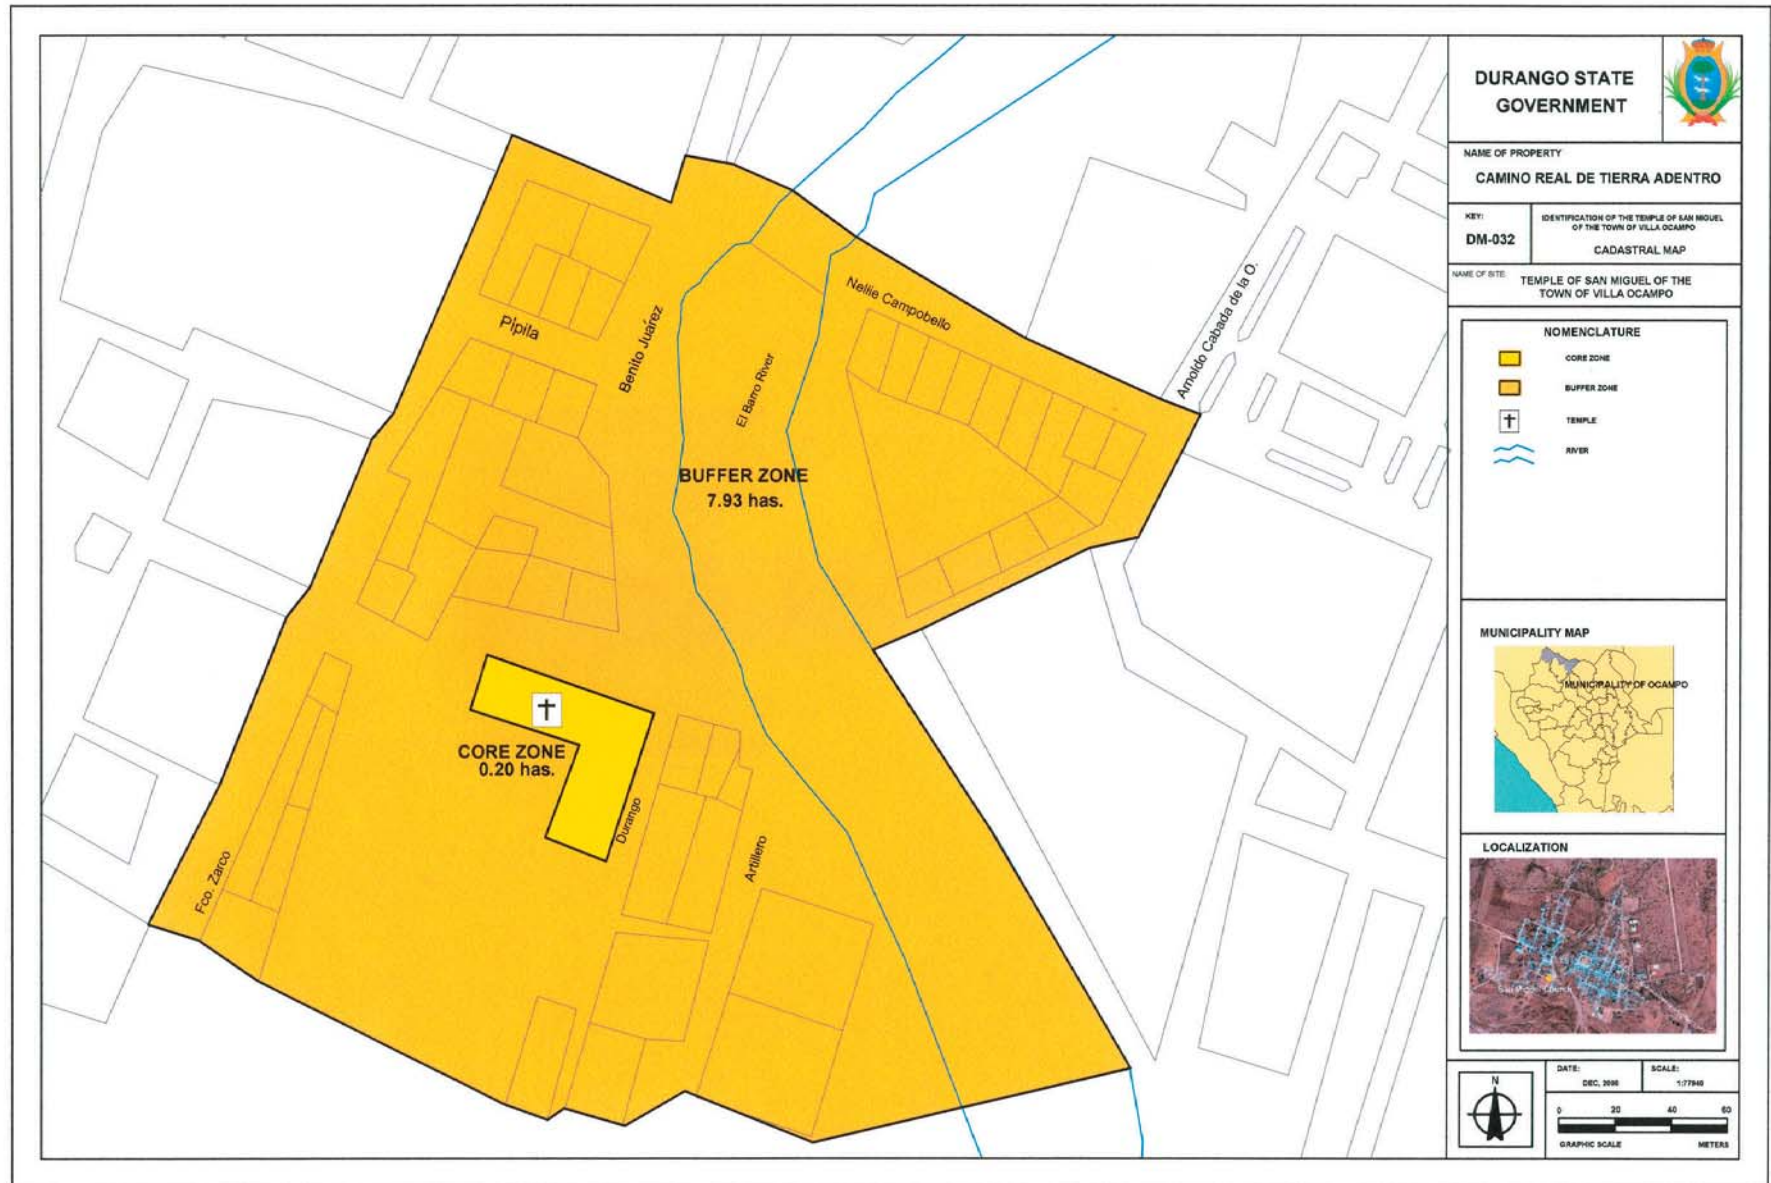 DURANGO STATE
GOVERNMENT
NAME OF PROPERTY
CAMINO REAL DE TIERRA ADENTRO
KEY:
DM-032
IDENTIFICATION OF THE TEMPLE OF SAN MIGUEL
OF THE TOWN OF VILLA OCAMPO
CADASTRAL MAP
NAME OF SITE:
TEMPLE OF SAN MIGUEL OF THE
TOWN OF VILLA OCAMPO
NOMENCLATURE
CORE ZONE
BUFFER ZONE
TEMPLE
RIVER
MUNICIPALITY MAP
MUNICIPALITY OF OCAMPO
LOCALIZATION
Church
DATE:
DEC,
SCALE:
0 20 40 60
GRAPHIC SCALE METERS
N
Pipila
Benito Juárez
El Barro River
Nellie Campobello
Arnoldo Cabada de la O.
BUFFER ZONE
7.93 has.
CORE ZONE
0.20 has.
Durango
Artillero
Fco. Zarco